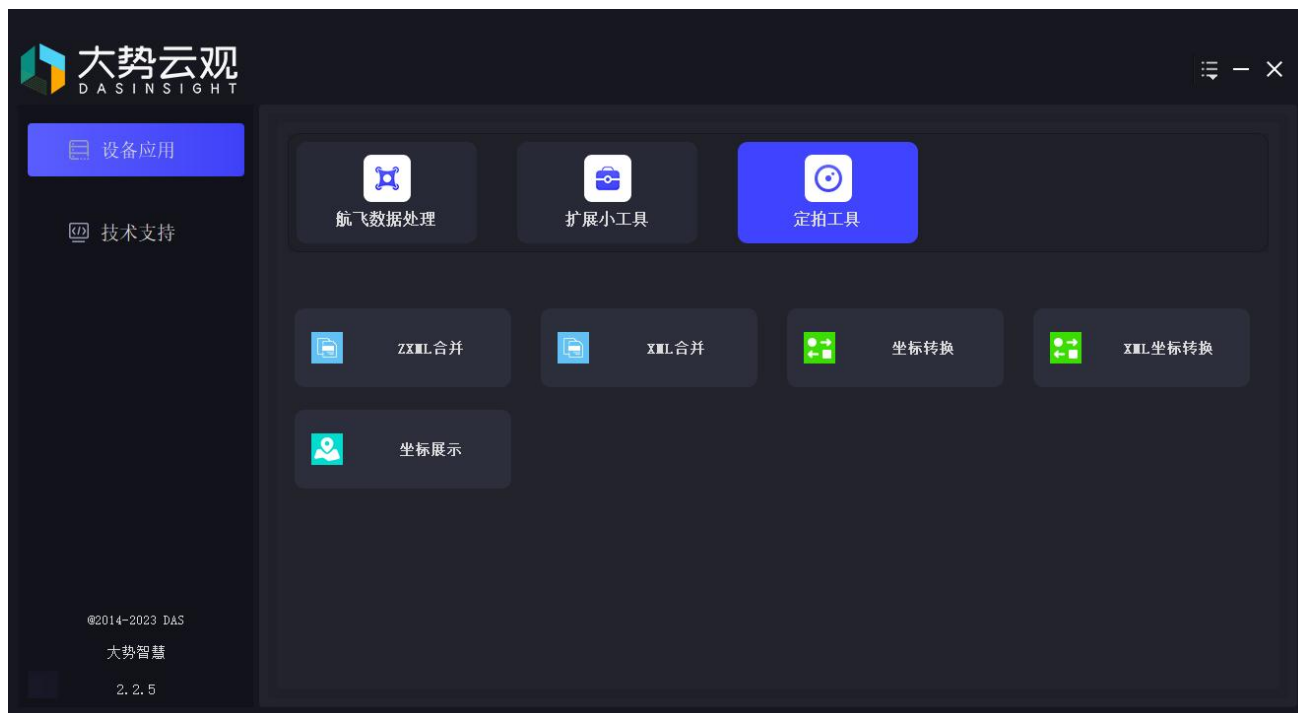 大势云观
DASINSIGHT
设备应用
技术支持
航飞数据处理
扩展小工具
定拍工具
ZXML合并
XML合并
坐标转换
XML坐标转换
坐标展示
@2014-2023 DAS
大势智慧
2.2.5